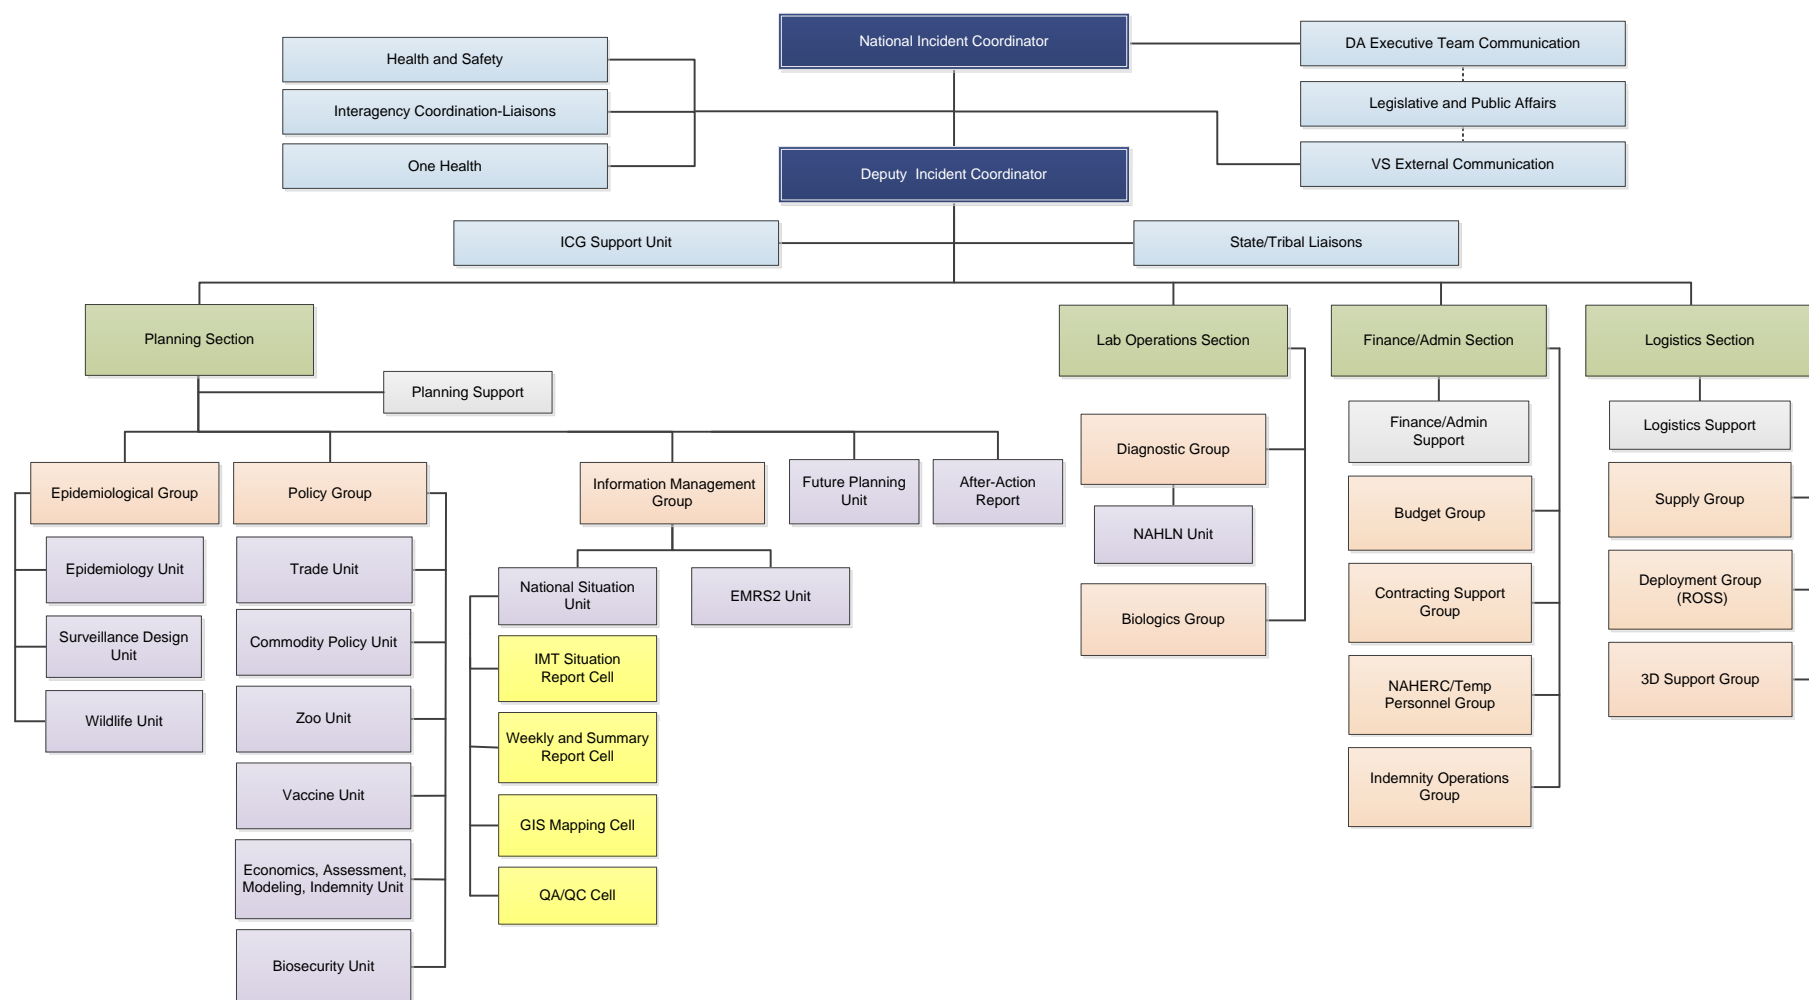 National Incident Coordinator
DA Executive Team Communication
Health and Safety
Legislative and Public Affairs
Interagency Coordination-Liaisons
VS External Communication
One Health
Deputy  Incident Coordinator
ICG Support Unit
State/Tribal Liaisons
Planning Section
Lab Operations Section
Finance/Admin Section
Logistics Section
Planning Support
Finance/Admin
Support
Logistics Support
Epidemiological Group
Policy Group
Information Management
Group
Future Planning
Unit
After-Action
Report
Epidemiology Unit
Surveillance Design
Unit
Wildlife Unit
Trade Unit
Commodity Policy Unit
Zoo Unit
Vaccine Unit
Economics, Assessment,
Modeling, Indemnity Unit
Biosecurity Unit
National Situation
Unit
EMRS2 Unit
IMT Situation
Report Cell
Weekly and Summary
Report Cell
GIS Mapping Cell
QA/QC Cell
Diagnostic Group
NAHLN Unit
Biologics Group
Budget Group
Contracting Support
Group
NAHERC/Temp
Personnel Group
Indemnity Operations
Group
Supply Group
Deployment Group
(ROSS)
3D Support Group